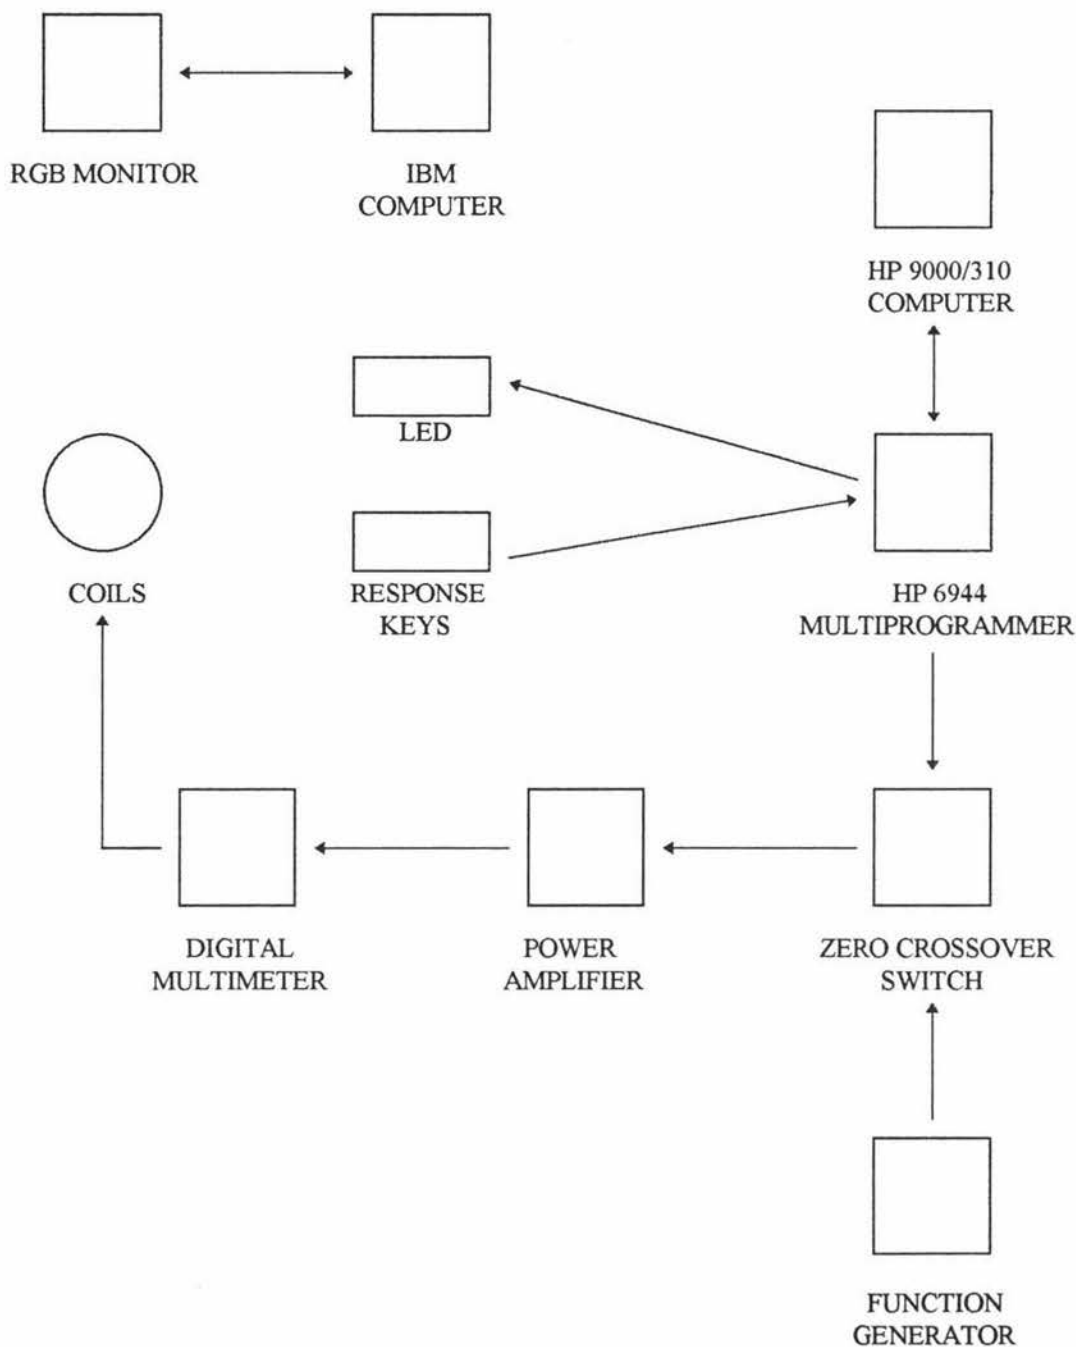 RGB MONITOR
IBM
COMPUTER
HP 9000/310
COMPUTER
LED
COILS
RESPONSE
KEYS
HP 6944
MULTIPROGRAMMER
DIGITAL
MULTIMETER
POWER
AMPLIFIER
ZERO CROSSOVER
SWITCH
FUNCTION
GENERATOR